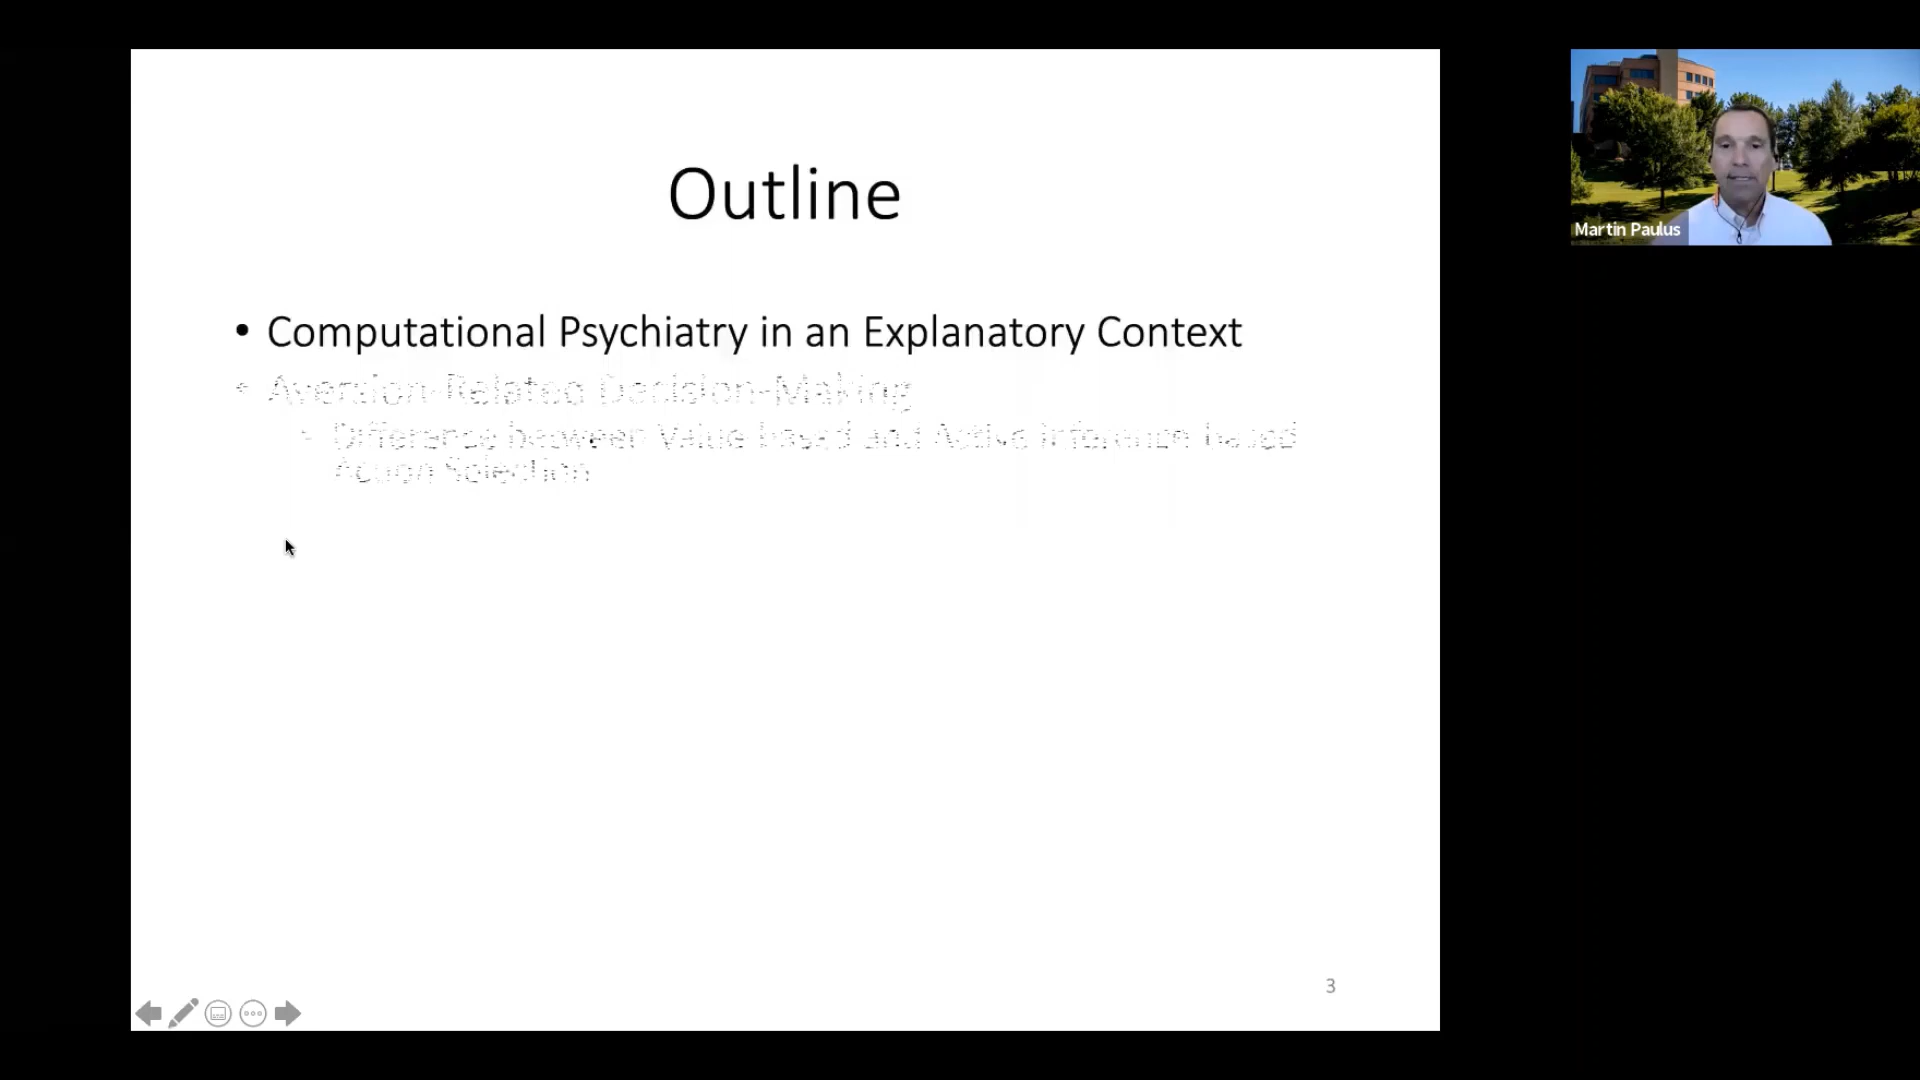 Outline
• Computational Psychiatry in an Explanatory Context
• Aversion-Related Decision-Making
• Difference between Value based and Active Inference based
Action Selection
3
Martin Paulus